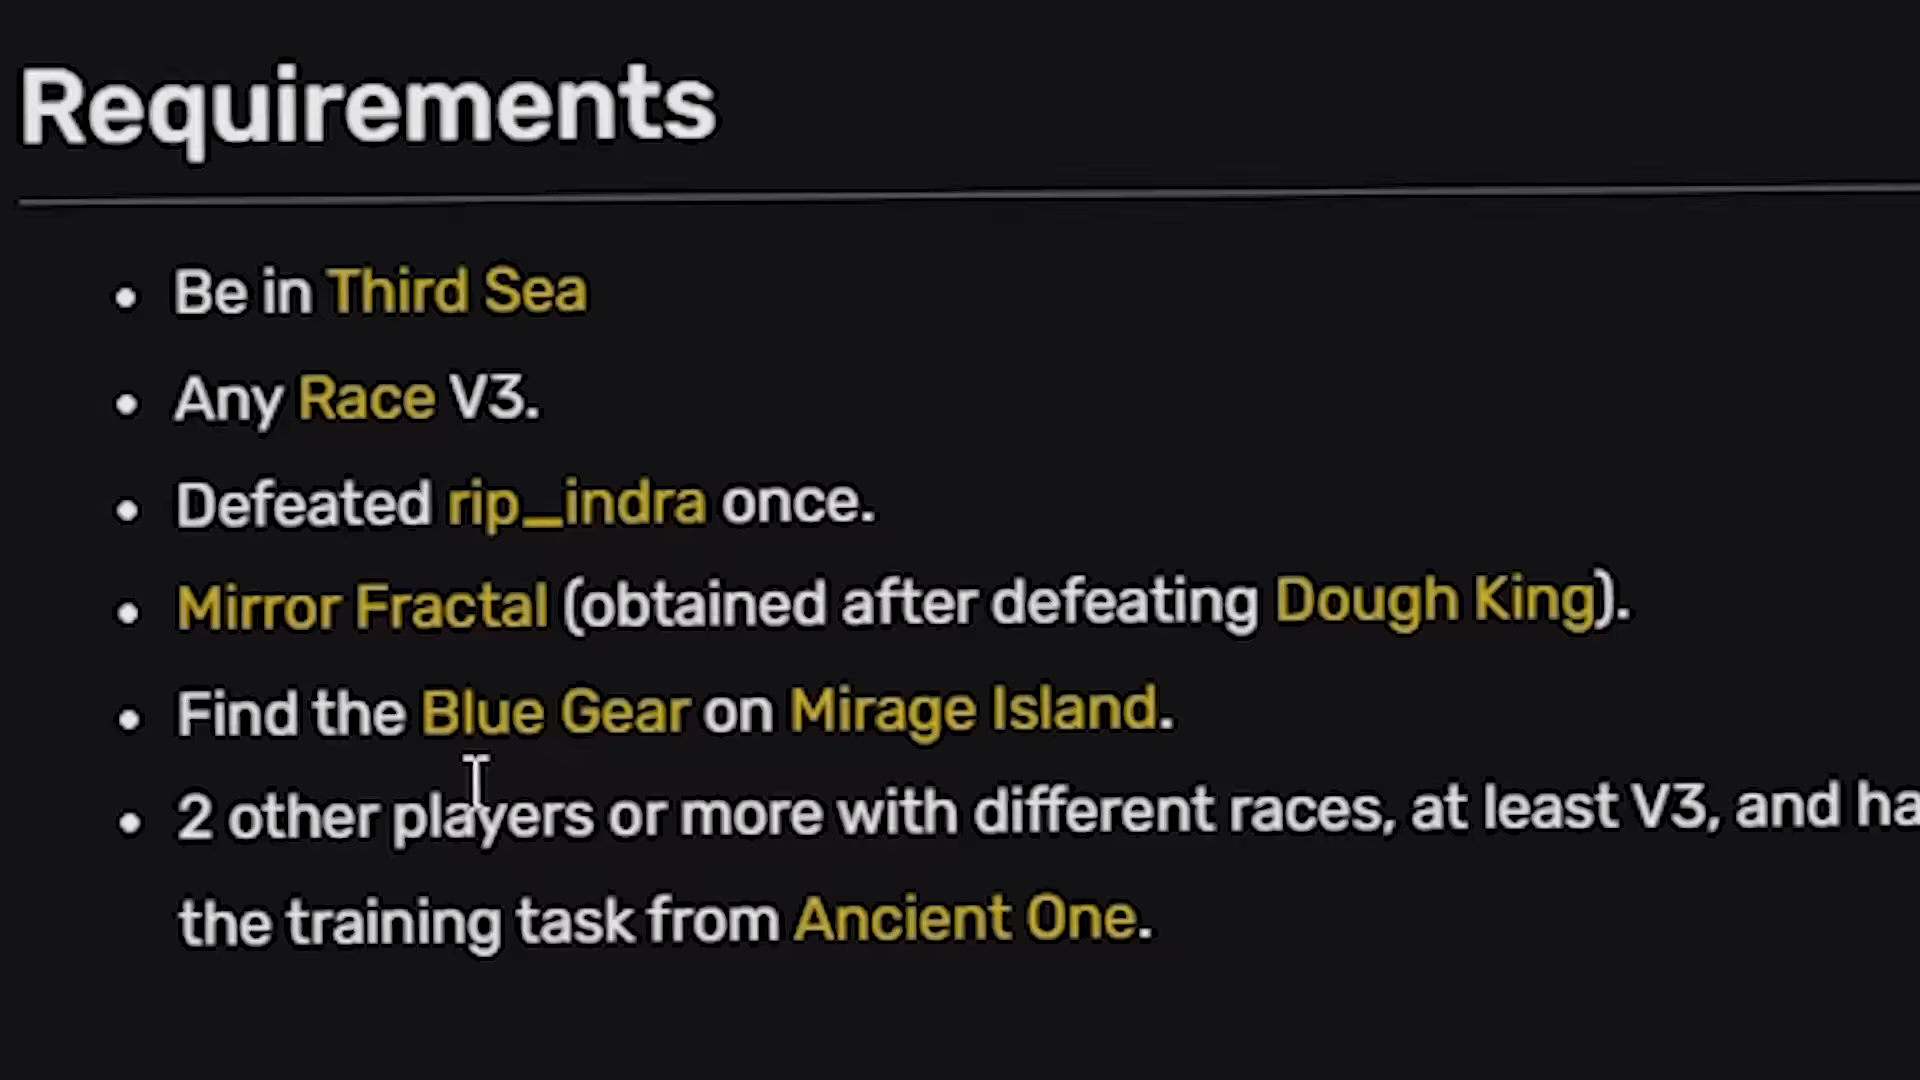 Requirements
Be in Third Sea
Any Race V3.
Defeated rip_indra once.
Mirror Fractal (obtained after defeating Dough King).
Find the Blue Gear on Mirage Island.
2 other players or more with different races, at least V3, and
the training task from Ancient One.